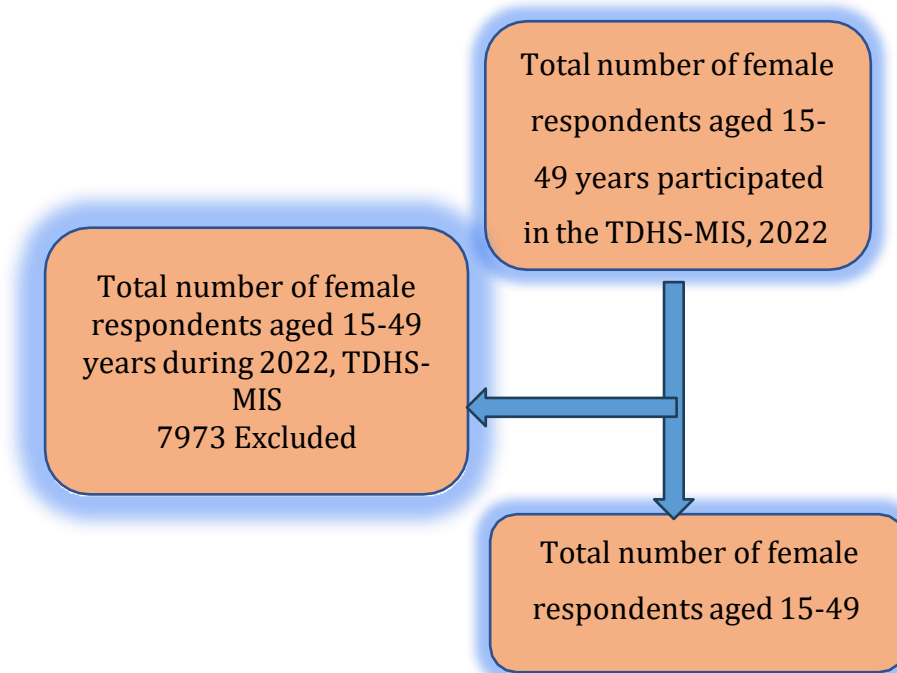 Total number of female
respondents aged 15-
49 years participated
in the TDHS-MIS, 2022
Total number of female
respondents aged 15-49
years during 2022, TDHS-
MIS
7973 Excluded
Total number of female
respondents aged 15-49